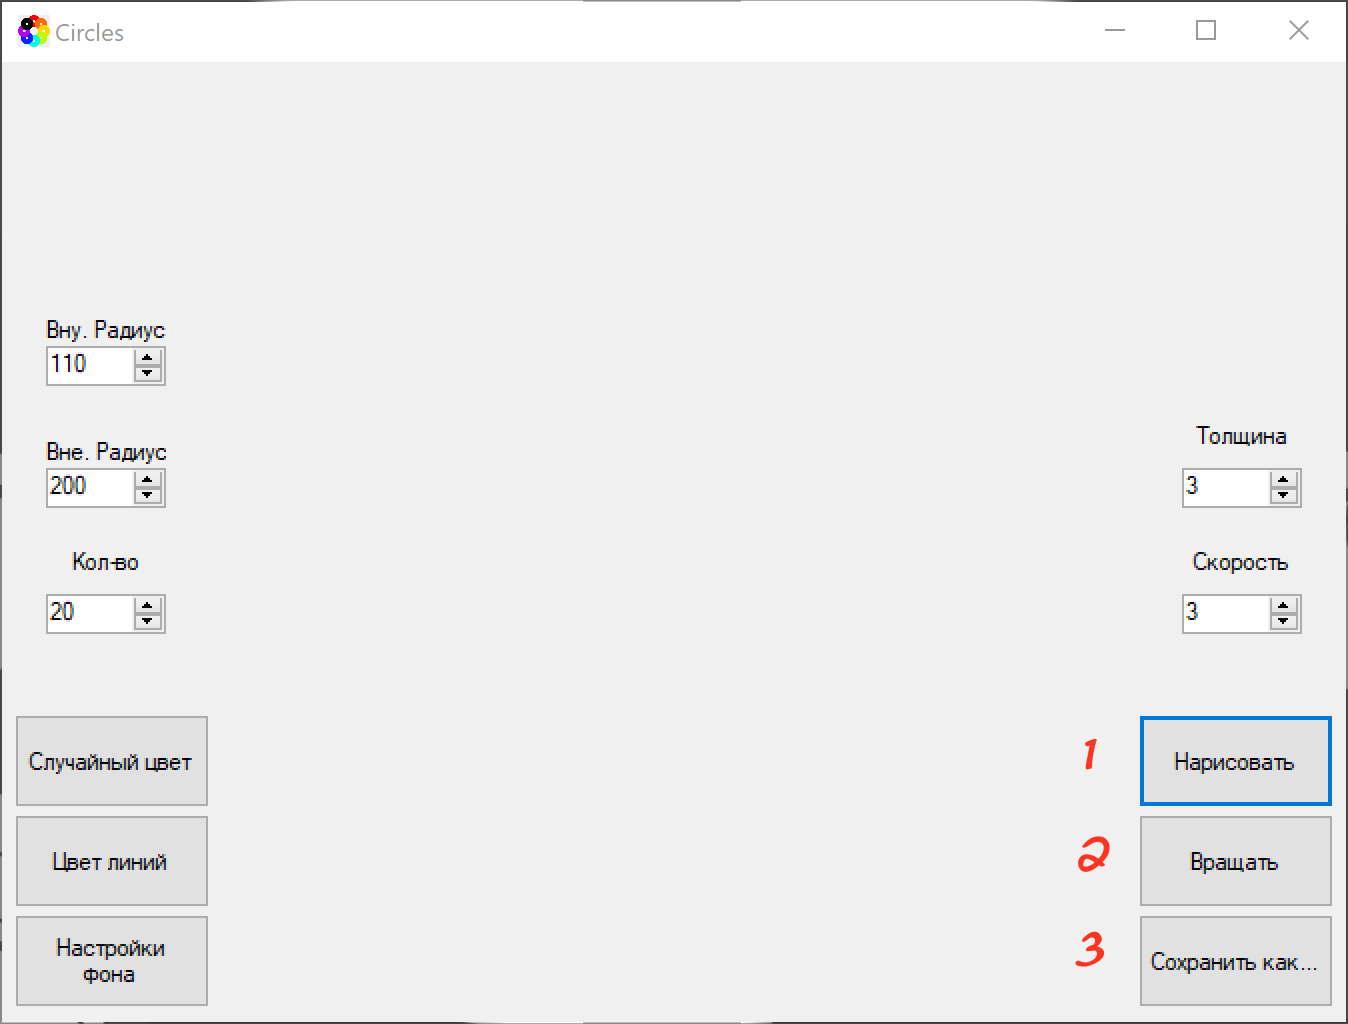 Circles
Вну. Радиус
110
Вне. Радиус
200
Толщина
3
Кол-во
20
Скорость
3
Случайный цвет
1
Нарисовать
Цвет линий
2
Вращать
Настройки
фона
3
Сохранить как...